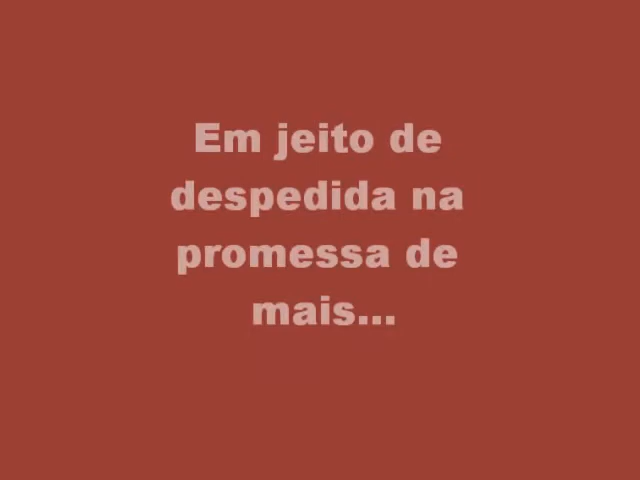 Em jeito de
despedida na
promessa de
mais...